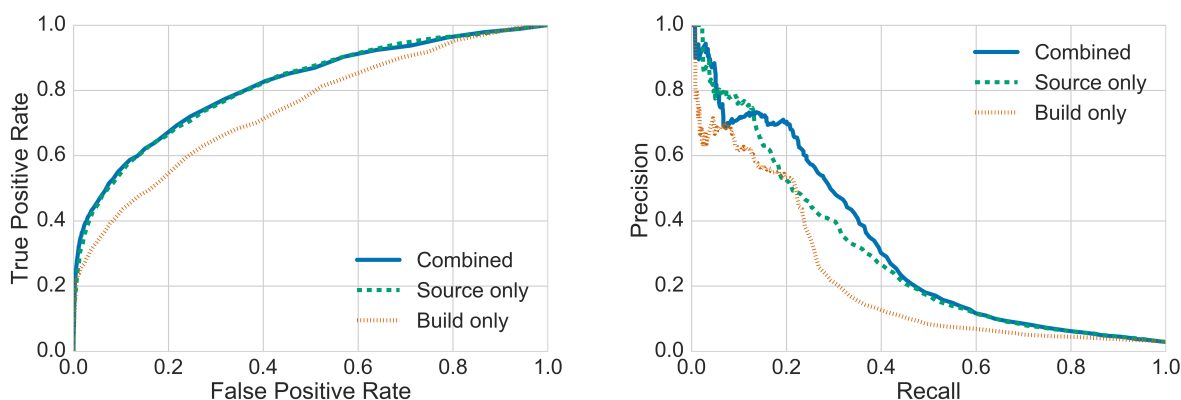 1.0
0.8
0.6
0.4
0.2
0.0
True Positive Rate
0.0 0.2 0.4 0.6 0.8 1.0
False Positive Rate
Combined
Source only
Build only
1.0
0.8
0.6
0.4
0.2
0.0
Precision
0.0 0.2 0.4 0.6 0.8 1.0
Recall
Combined
Source only
Build only